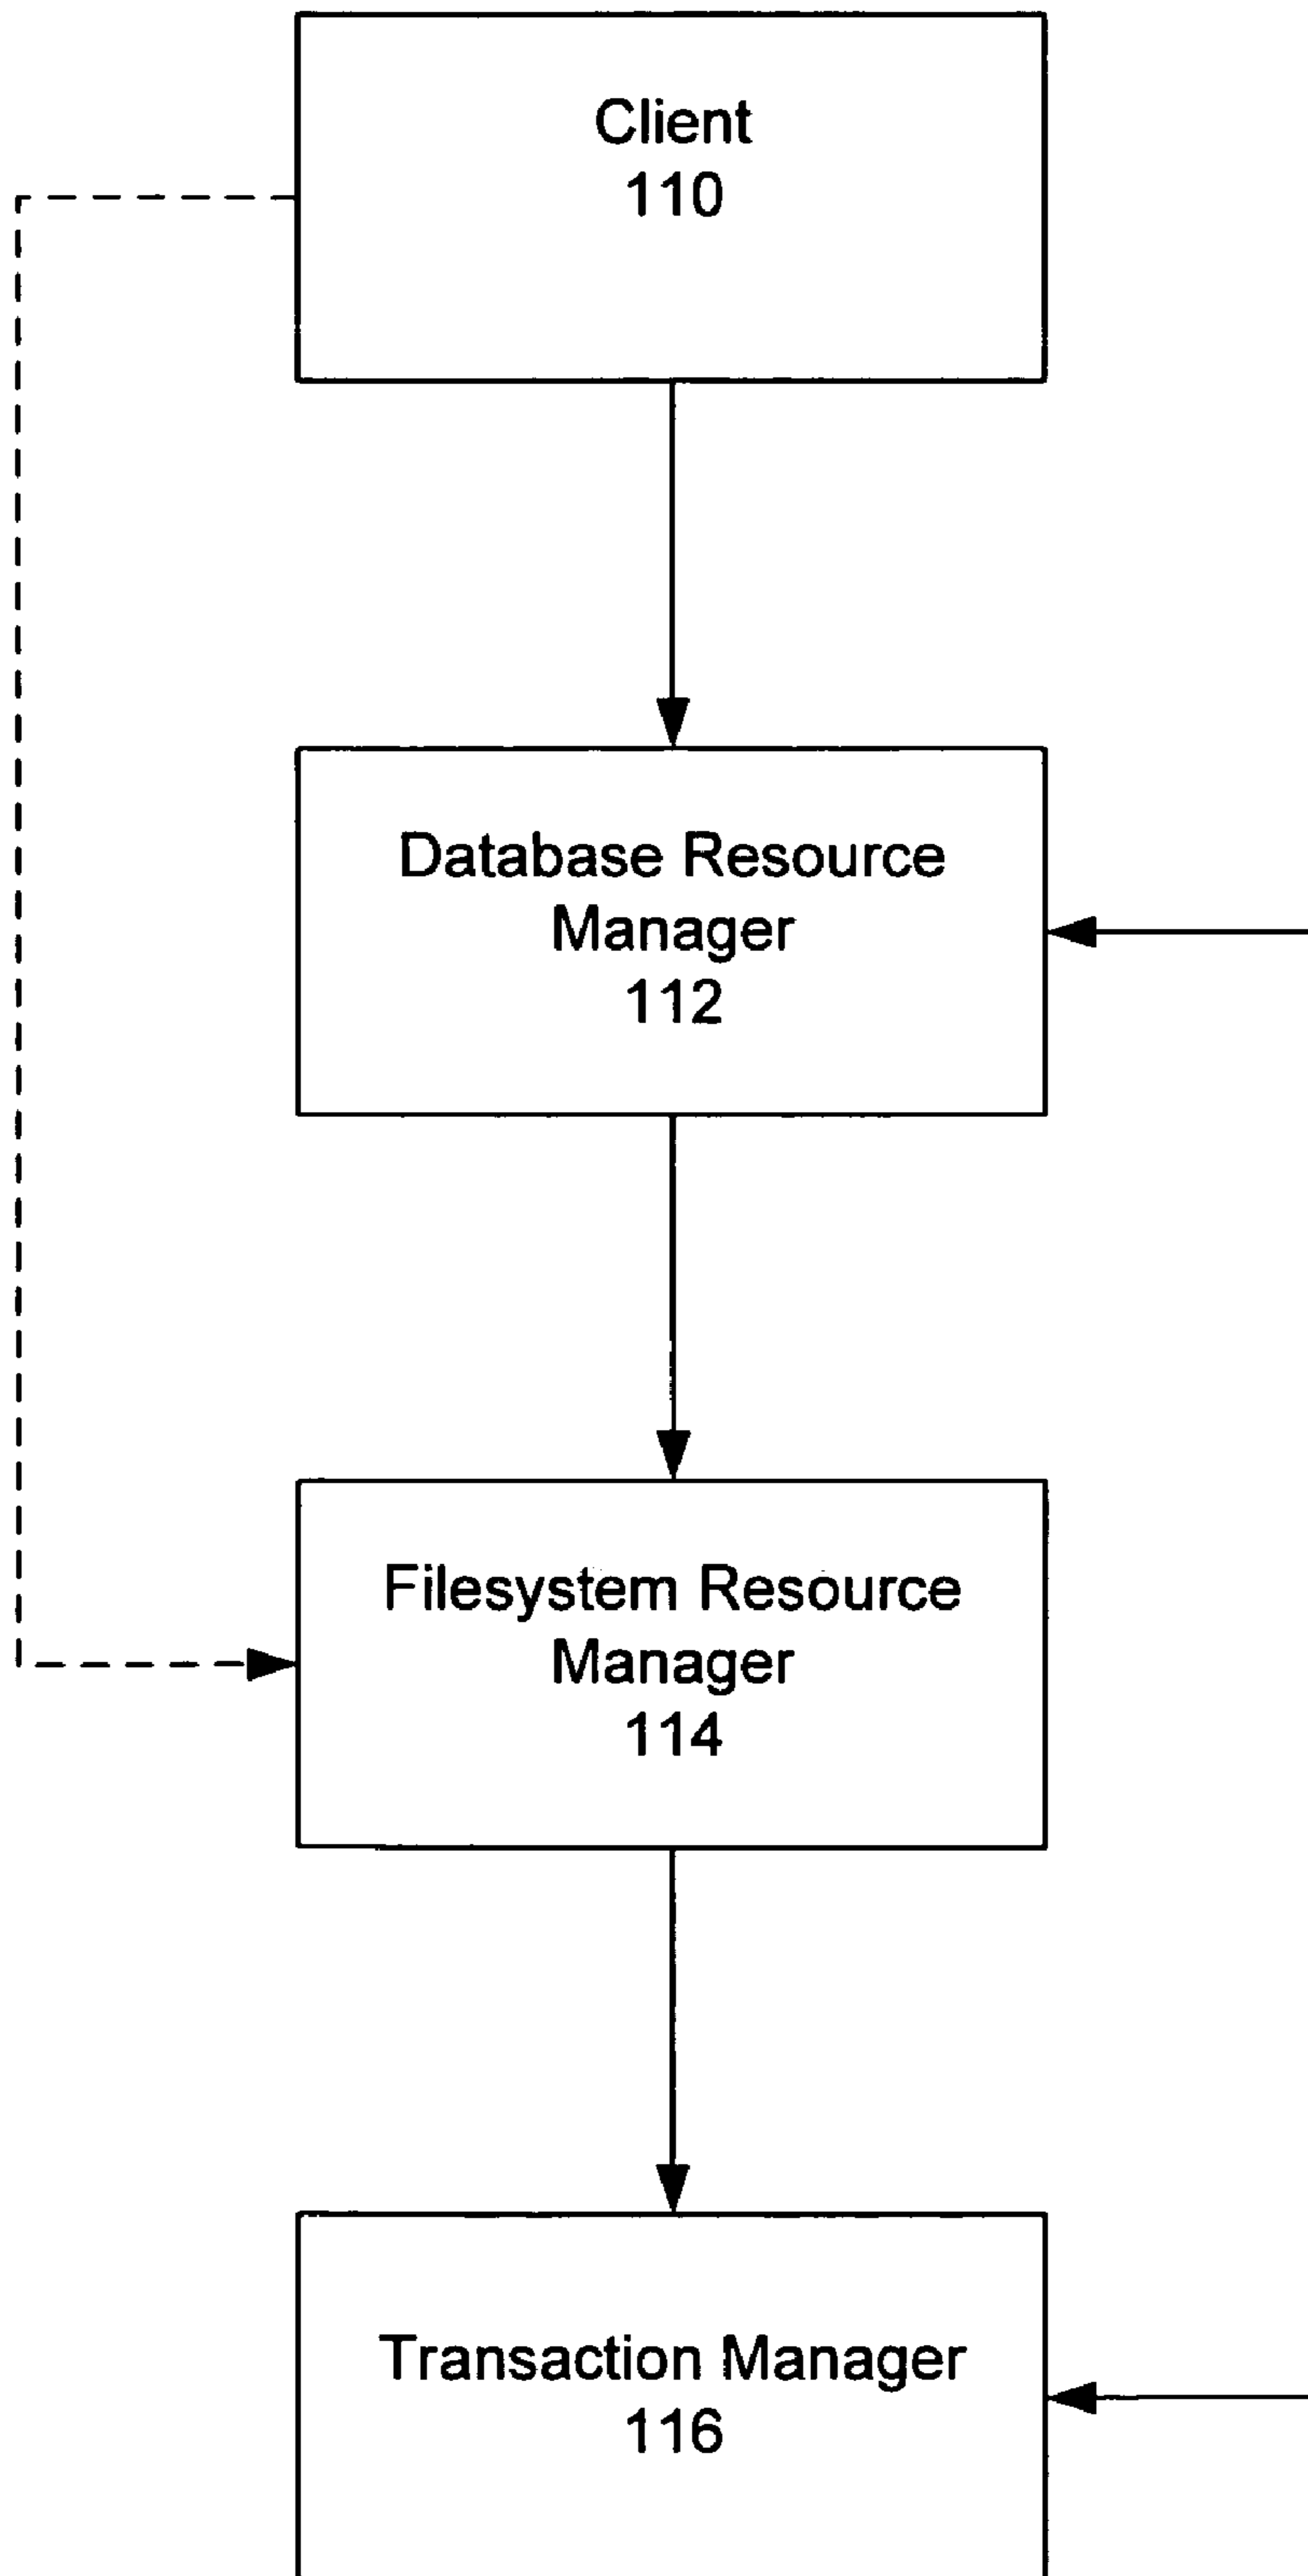 Client
110
Database Resource
Manager
112
Filesystem Resource
Manager
114
Transaction Manager
116